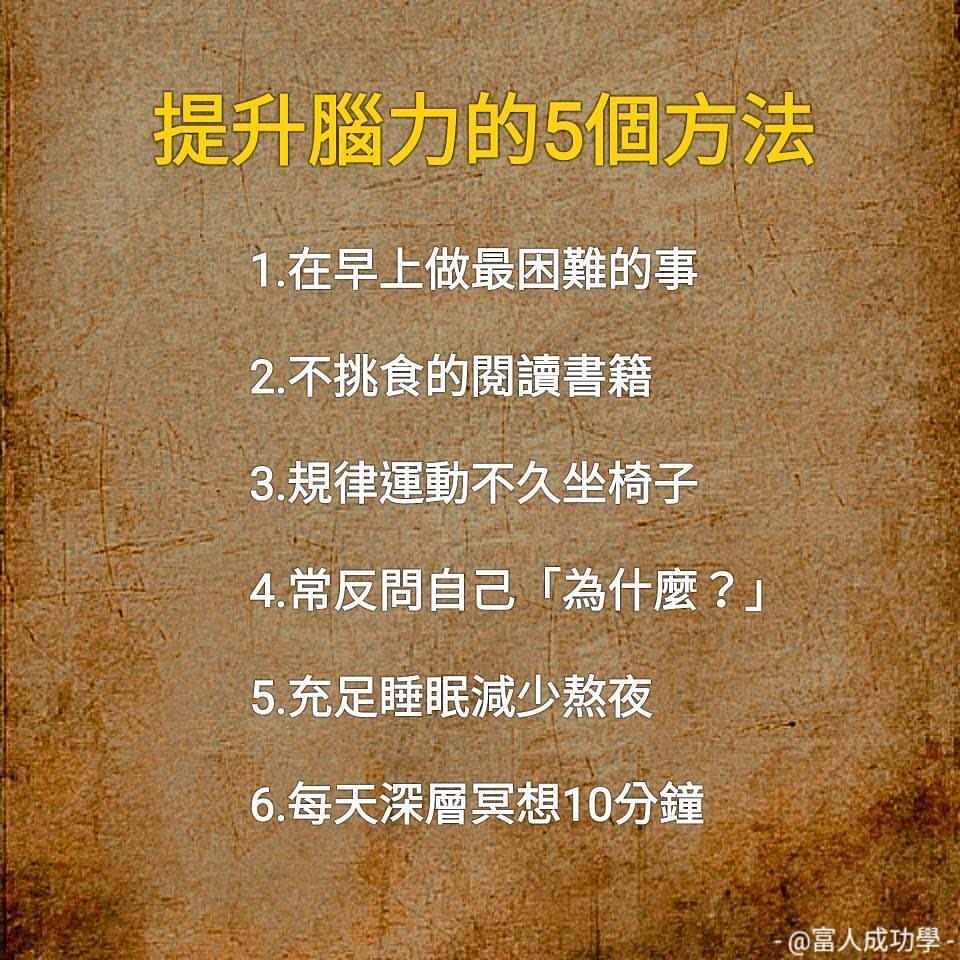 提升腦力的5個方法
1.在早上做最困難的事
2.不挑食的閱讀書籍
3.規律運動不久坐椅子
4.常反問自己「為什麼？」
5.充足睡眠減少熬夜
6.每天深層冥想10分鐘
- @富人成功學 -